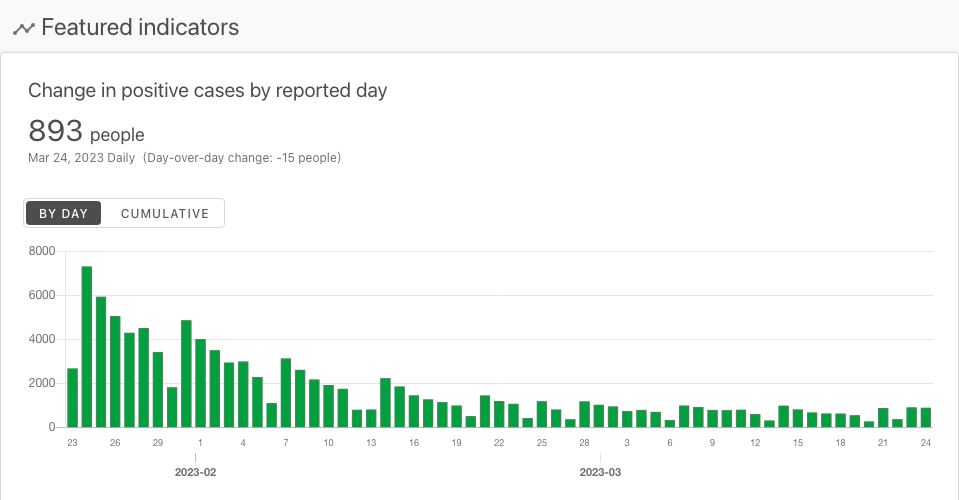 Featured indicators
Change in positive cases by reported day
893 people
Mar 24, 2023 Daily (Day-over-day change: -15 people)
BY DAY CUMULATIVE
8000
6000
4000
2000
0
23 26 29 1 4 7 10 13 16 19 22 25 28 3 6 9 12 15 18 21 24
2023-02 2023-03